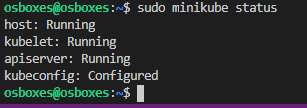 osboxes@osboxes:~$ sudo minikube status
host: Running
kubelet: Running
apiserver: Running
kubeconfig: Configured
osboxes@osboxes:~$